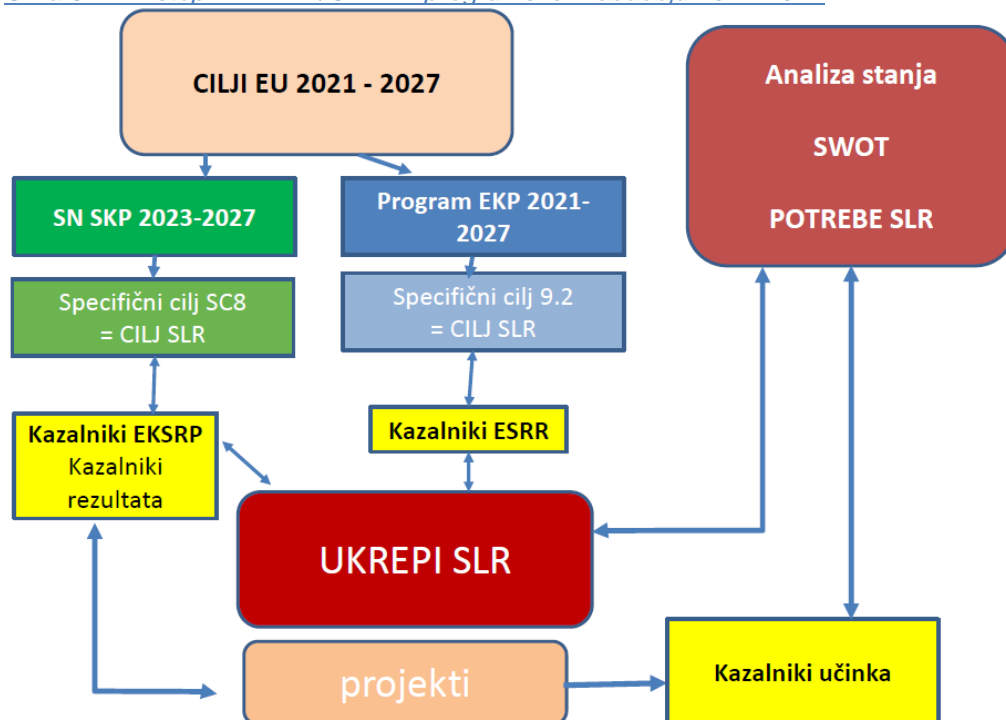 CILJI EU 2021 - 2027
Analiza stanja
SWOT
POTREBE SLR
SN SKP 2023-2027
Program EKP 2021-
2027
Specifični cilj SC8
= CILJ SLR
Specifični cilj 9.2
= CILJ SLR
Kazalniki EKSRP
Kazalniki
rezultata
Kazalniki ESRR
UKREPI SLR
projekti
Kazalniki učinka